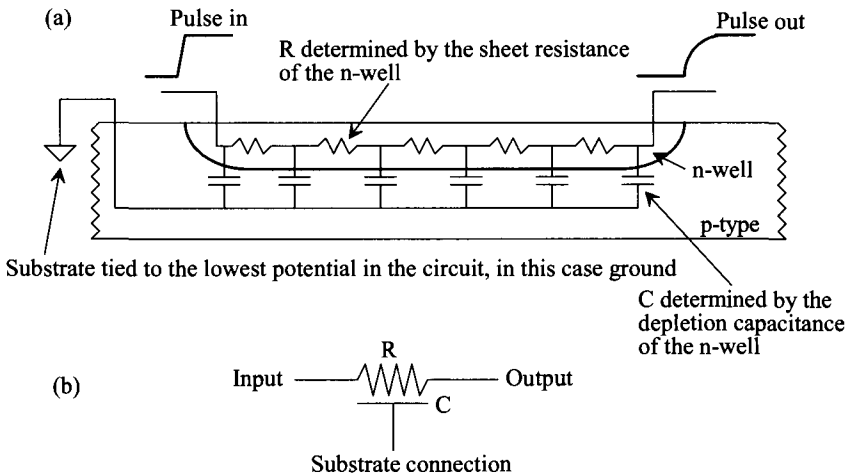 (a)
Pulse in
Pulse out
R determined by the sheet resistance
of the n-well
n-well
p-type
Substrate tied to the lowest potential in the circuit, in this case ground
C determined by the
depletion capacitance
of the n-well
(b)
R
Input
Output
C
Substrate connection